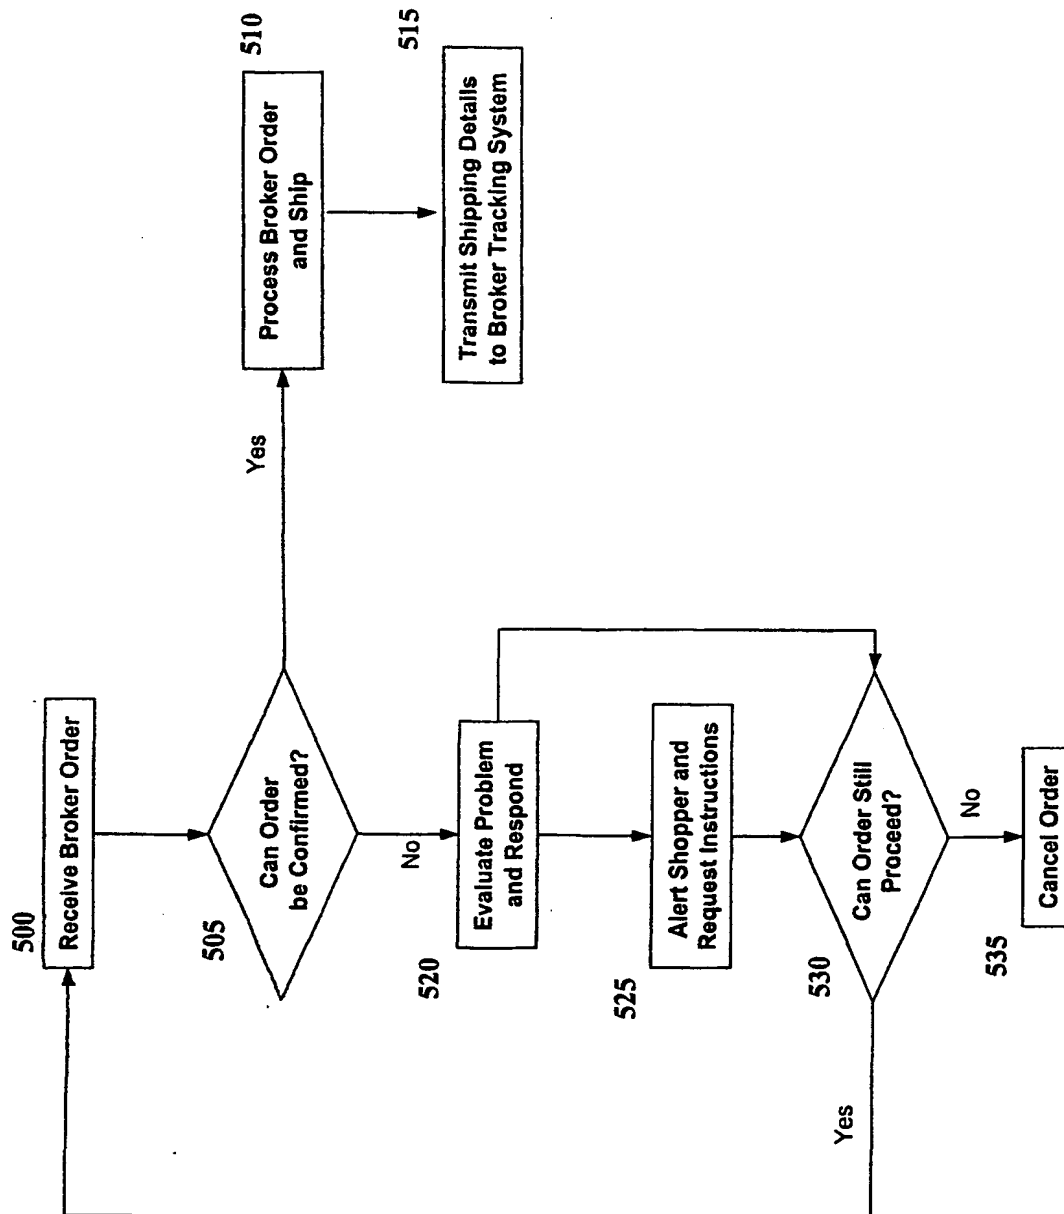 500
Receive Broker Order
505
Can Order
be Confirmed?
Yes
510
Process Broker Order
and Ship
515
Transmit Shipping Details
to Broker Tracking System
No
520
Evaluate Problem
and Respond
525
Alert Shopper and
Request Instructions
530
Can Order Still
Proceed?
Yes
No
535
Cancel Order